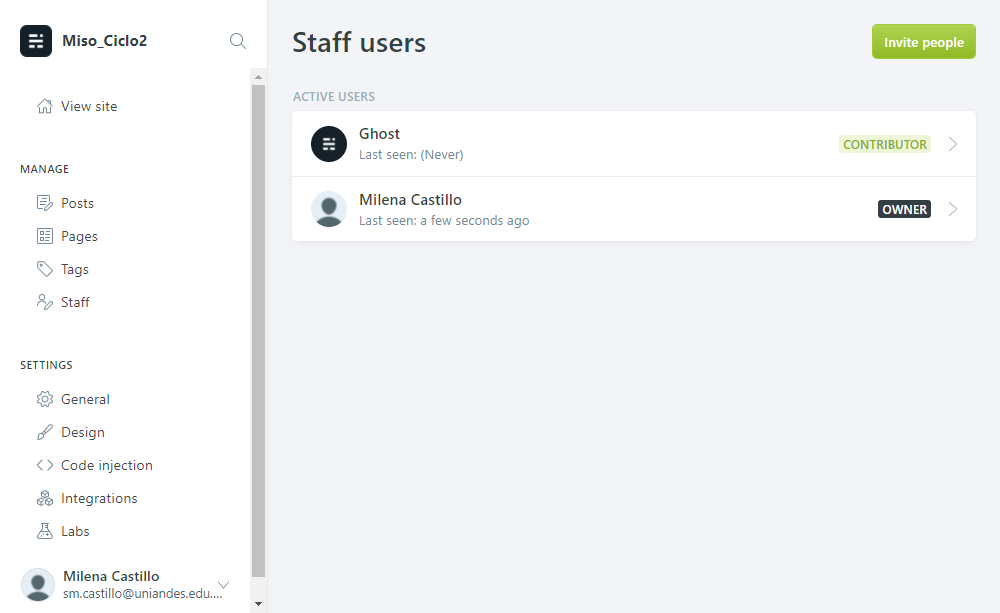 Miso_Ciclo2
View site
MANAGE
Posts
Pages
Tags
Staff
SETTINGS
General
Design
Code injection
Integrations
Labs
Milena Castillo
sm.castillo@uniandes.edu....
Staff users
Invite people
ACTIVE USERS
Ghost
Last seen: (Never)
CONTRIBUTOR
Milena Castillo
Last seen: a few seconds ago
OWNER